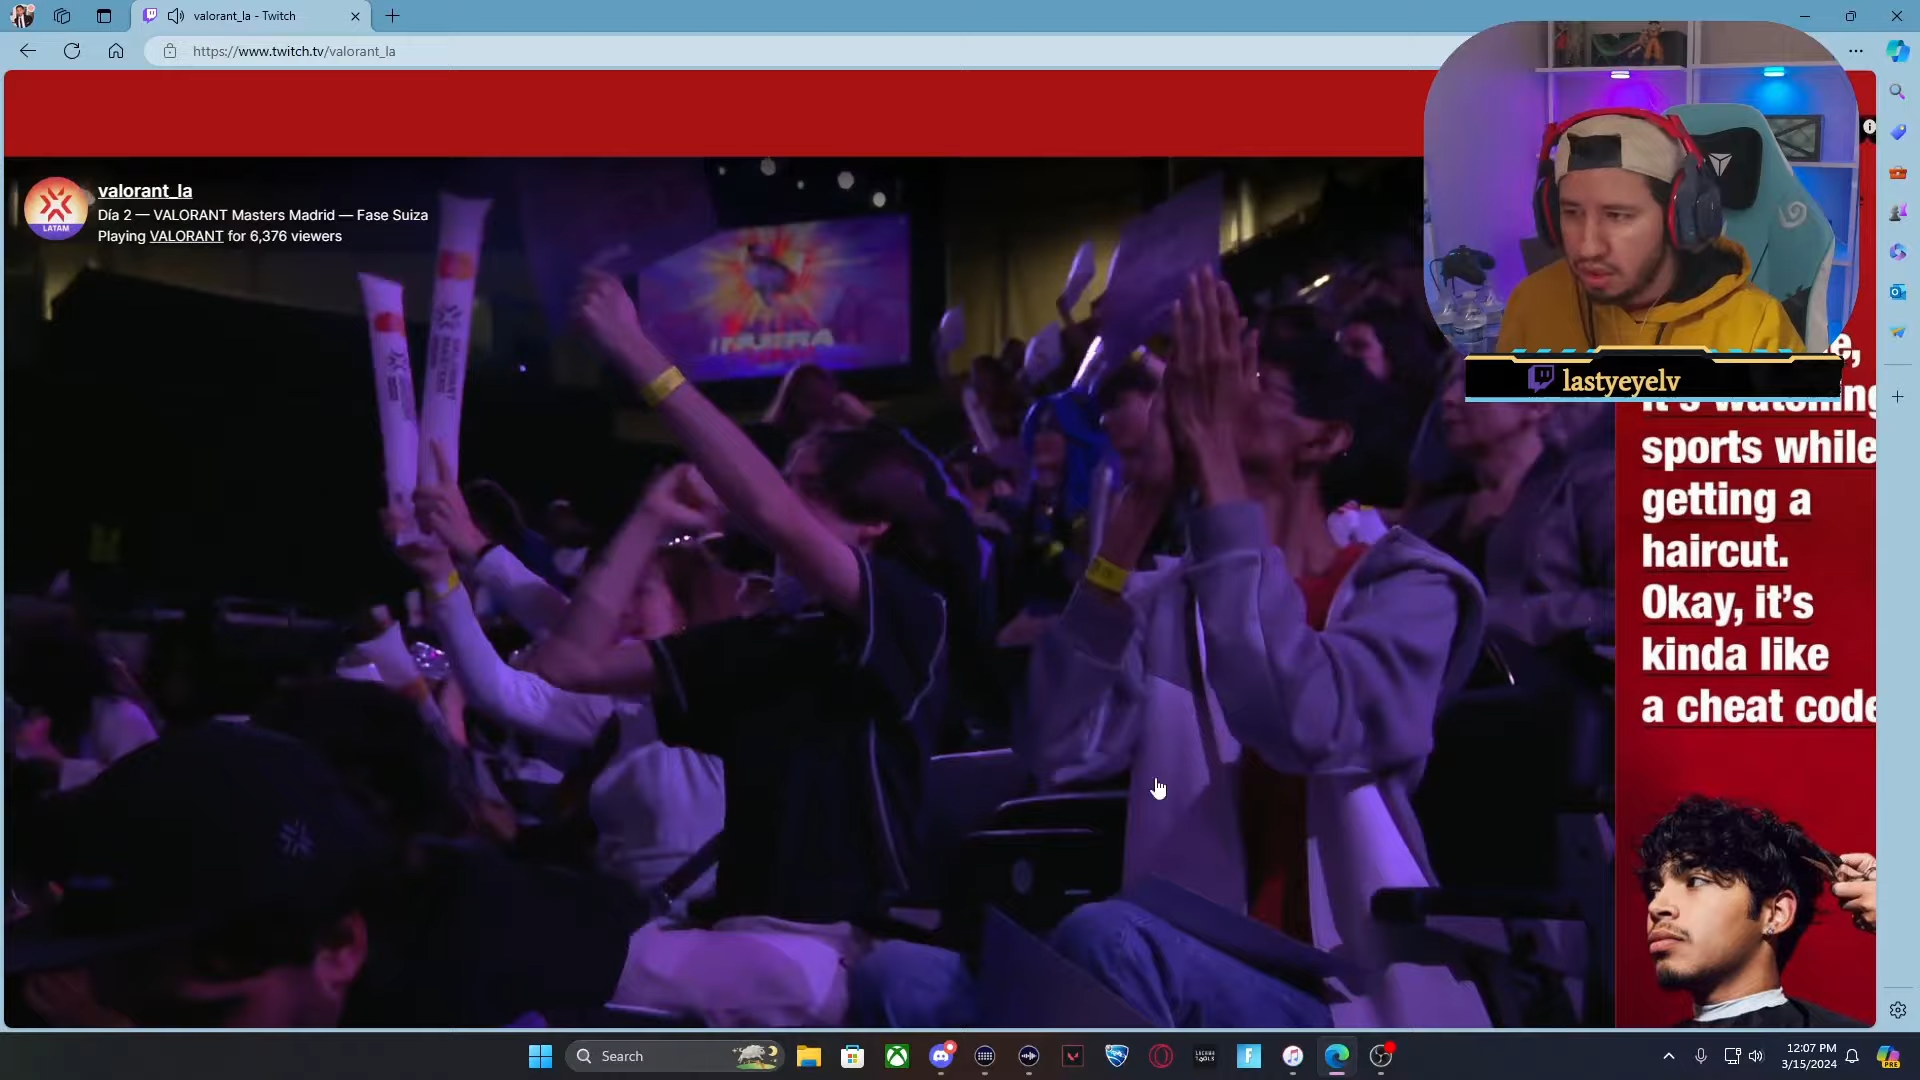 valorant_la - Twitch
https://www.twitch.tv/valorant_la
valorant_la
Día 2 — VALORANT Masters Madrid — Fase Suiza
Playing VALORANT for 6,376 viewers
LATAM
lastyeyelv
sports while
getting a
haircut.
Okay, it's
kinda like
a cheat code
Search
12:07 PM
3/15/2024
PRE